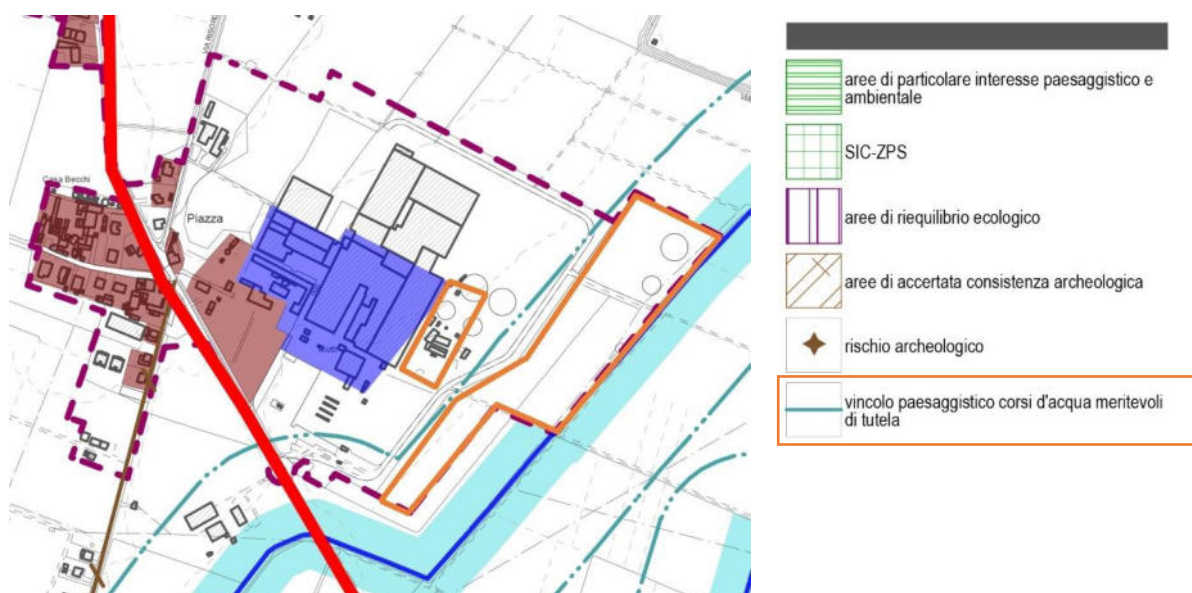 Casa Becchi
Piazza
aree di particolare interesse paesaggistico e
ambientale
SIC-ZPS
aree di riequilibrio ecologico
aree di accertata consistenza archeologica
rischio archeologico
vincolo paesaggistico corsi d'acqua meritevoli
di tutela